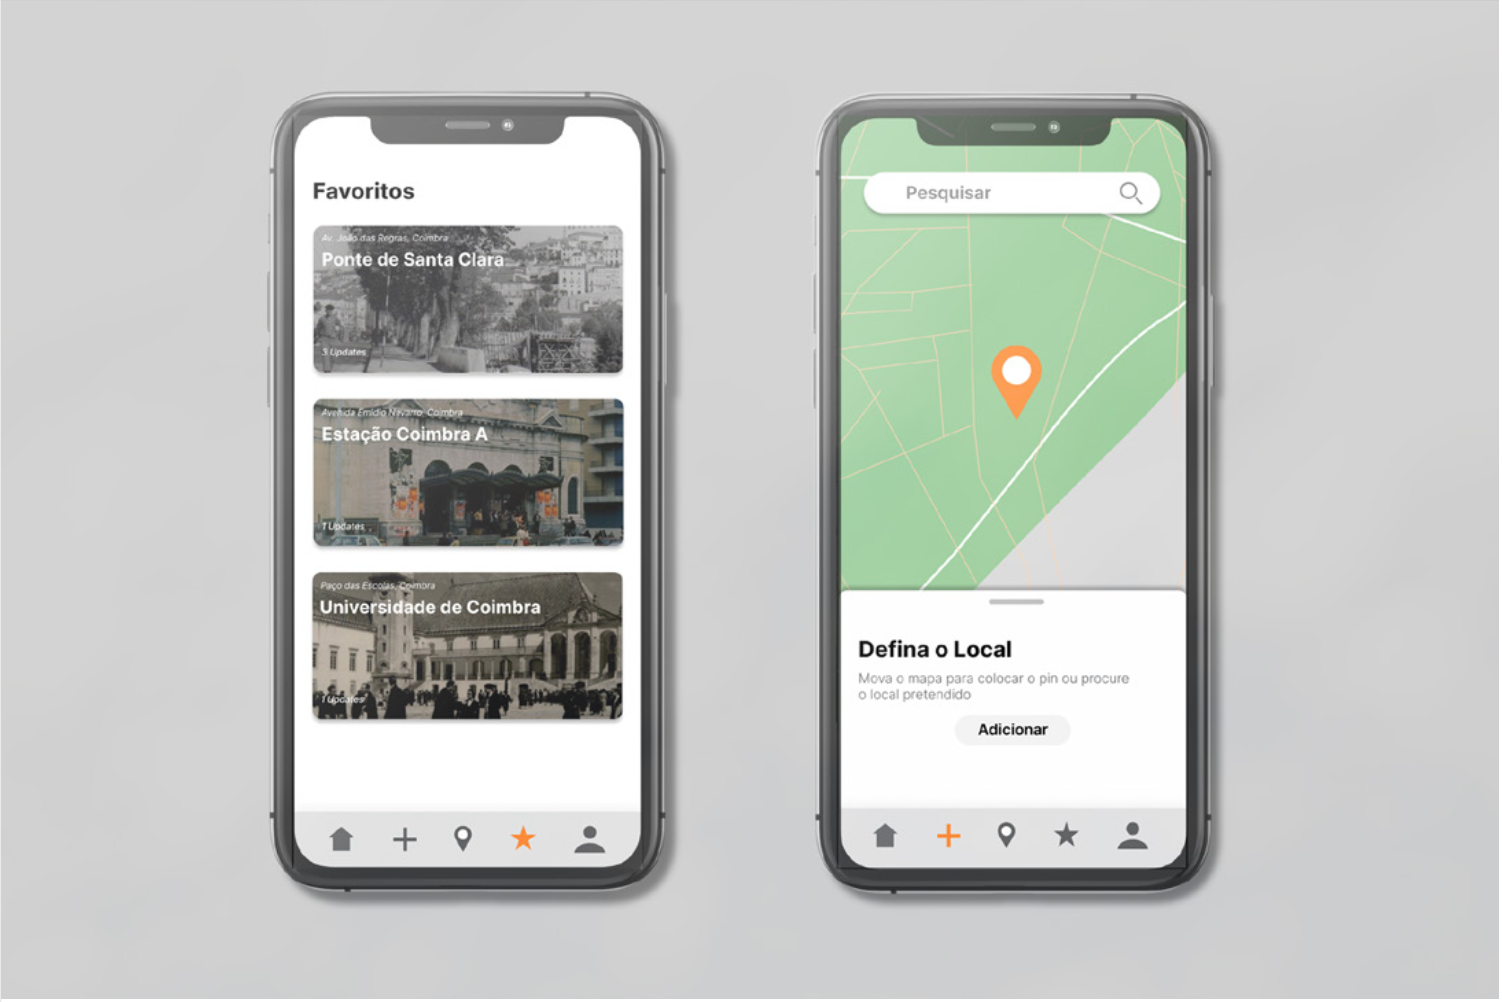 Favoritos
Av. João das Regras, Coimbra
Ponte de Santa Clara
3 Updates
Avenida Emídio Navarro, Coimbra
Estação Coimbra A
1 Updates
Paço das Escolas, Coimbra
Universidade de Coimbra
1 Updates
Pesquisar
Defina o Local
Mova o mapa para colocar o pin ou procure
o local pretendido
Adicionar